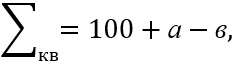 ∑кв = 100 + а − в,